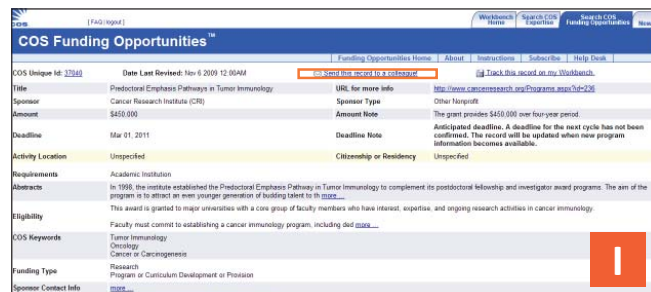 cos
[FAQ | logout]
Workbench Home
Search COS Expertise
Search COS Funding Opportunities
New
COS Funding Opportunities™
Funding Opportunities Home | About | Instructions | Subscribe | Help Desk
COS Unique Id: 37040 Date Last Revised: Nov 6 2009 12:00AM Send this record to a colleague! Track this record on my Workbench.
Title Predoctoral Emphasis Pathways in Tumor Immunology URL for more info http://www.cancerresearch.org/Programs.aspx?id=236
Sponsor Cancer Research Institute (CRI) Sponsor Type Other Nonprofit
Amount $450,000 Amount Note The grant provides $450,000 over four-year period.
Deadline Mar 01, 2011 Deadline Note Anticipated deadline. A deadline for the next cycle has not been
confirmed. The record will be updated when new program
information becomes available.
Activity Location Unspecified Citizenship or Residency Unspecified
Requirements Academic Institution
Abstracts In 1998, the institute established the Predoctoral Emphasis Pathway in Tumor Immunology to complement its postdoctoral fellowship and investigator award programs. The aim of the
program is to attract an even younger generation of budding talent to th more ...
Eligibility This award is granted to major universities with a core group of faculty members who have interest, expertise, and ongoing research activities in cancer immunology.
Faculty must commit to establishing a cancer immunology program, including ded more ...
COS Keywords Tumor Immunology
Oncology
Cancer or Carcinogenesis
Funding Type Research
Program or Curriculum Development or Provision
Sponsor Contact Info more ...
I